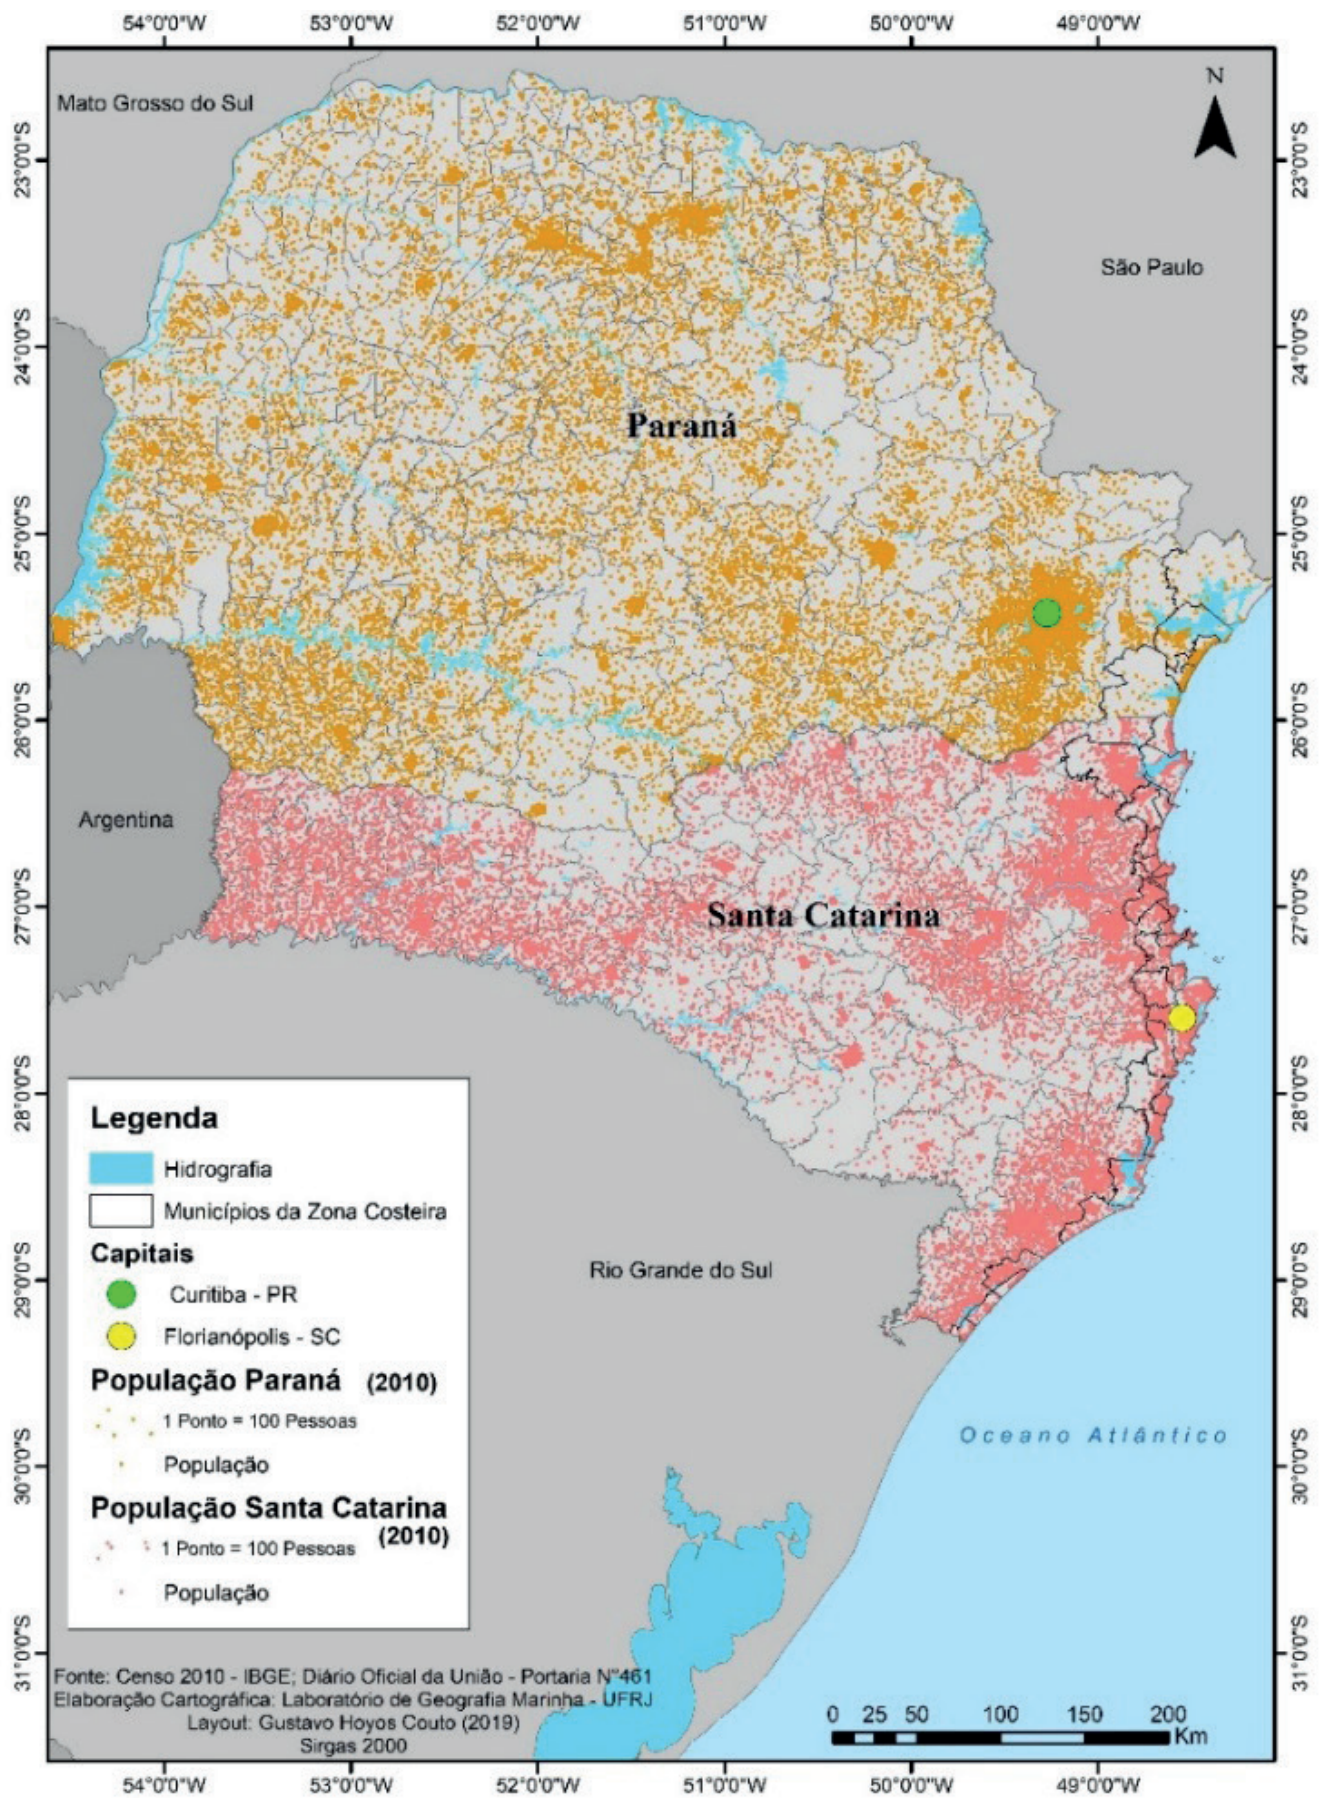 54°0'0"W 53°0'0"W 52°0'0"W 51°0'0"W 50°0'0"W 49°0'0"W
N
Mato Grosso do Sul
23°0'0"S
23°0'0"S
São Paulo
24°0'0"S
24°0'0"S
Paraná
25°0'0"S
25°0'0"S
26°0'0"S
26°0'0"S
Argentina
27°0'0"S
Santa Catarina
27°0'0"S
28°0'0"S
28°0'0"S
Legenda
Hidrografia
Municípios da Zona Costeira
Capitais
Curitiba - PR
Florianópolis - SC
População Paraná (2010)
1 Ponto = 100 Pessoas
População
População Santa Catarina
(2010)
1 Ponto = 100 Pessoas
População
Rio Grande do Sul
29°0'0"S
29°0'0"S
Oceano Atlântico
30°0'0"S
30°0'0"S
31°0'0"S
31°0'0"S
Fonte: Censo 2010 - IBGE; Diário Oficial da União - Portaria N°461
Elaboração Cartográfica: Laboratório de Geografia Marinha - UFRJ
Layout: Gustavo Hoyos Couto (2019)
Sirgas 2000
0 25 50 100 150 200
Km
54°0'0"W 53°0'0"W 52°0'0"W 51°0'0"W 50°0'0"W 49°0'0"W